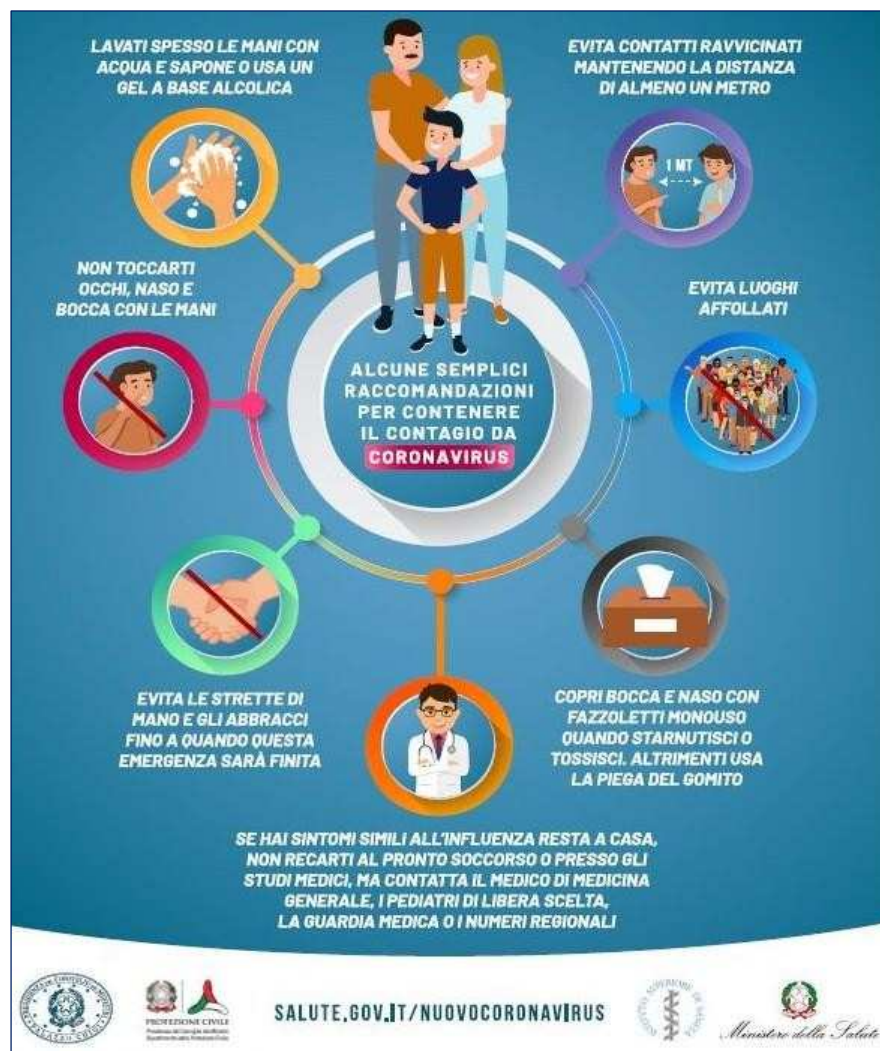 LAVATI SPESSO LE MANI CON
ACQUA E SAPONE O USA UN
GEL A BASE ALCOLICA
EVITA CONTATTI RAVVICINATI
MANTENENDO LA DISTANZA
DI ALMENO UN METRO
1 MT
NON TOCCARTI
OCCHI, NASO E
BOCCA CON LE MANI
EVITA LUOGHI
AFFOLLATI
ALCUNE SEMPLICI
RACCOMANDAZIONI
PER CONTENERE
IL CONTAGIO DA
CORONAVIRUS
EVITA LE STRETTE DI
MANO E GLI ABBRACCI
FINO A QUANDO QUESTA
EMERGENZA SARÀ FINITA
COPRI BOCCA E NASO CON
FAZZOLETTI MONOUSO
QUANDO STARNUTISCI O
TOSSISCI. ALTRIMENTI USA
LA PIEGA DEL GOMITO
SE HAI SINTOMI SIMILI ALL'INFLUENZA RESTA A CASA,
NON RECARTI AL PRONTO SOCCORSO O PRESSO GLI
STUDI MEDICI, MA CONTATTA IL MEDICO DI MEDICINA
GENERALE, I PEDIATRI DI LIBERA SCELTA,
LA GUARDIA MEDICA O I NUMERI REGIONALI
PROTEZIONE CIVILE
SALUTE.GOV.IT/NUOVOCORONAVIRUS
Ministero della Salute